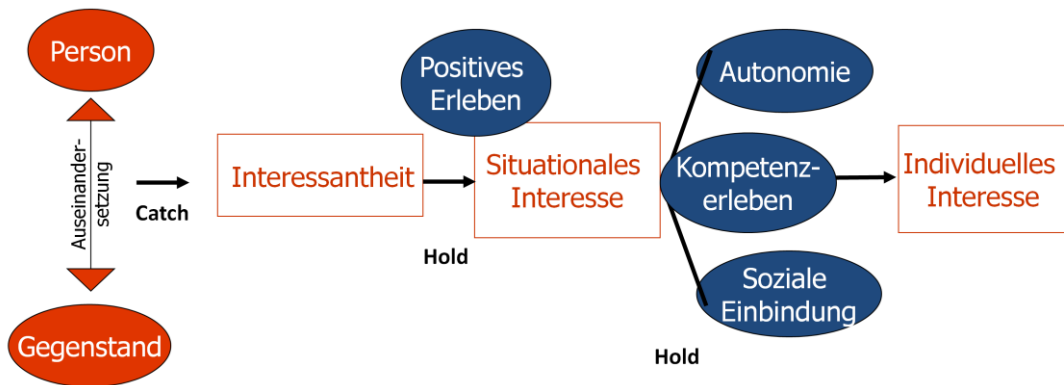 Person
Auseinander-
setzung
Gegenstand
Catch
Interessantheit
Hold
Positives
Erleben
Situationales
Interesse
Autonomie
Kompetenz-
erleben
Soziale
Einbindung
Hold
Individuelles
Interesse